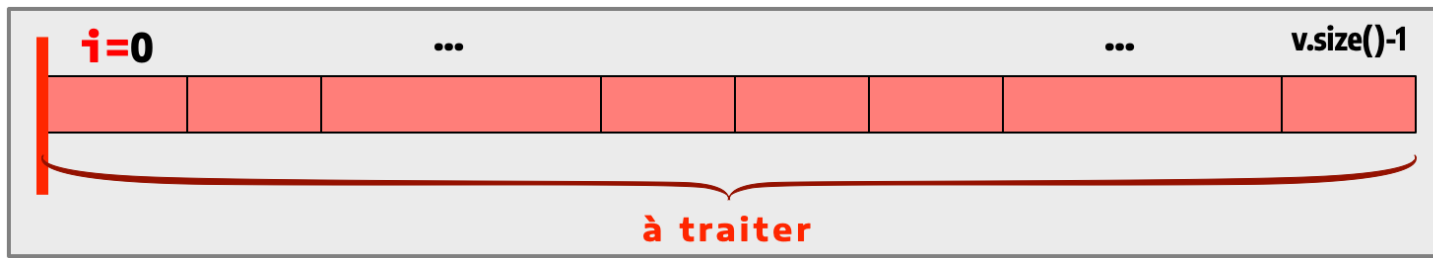 i=0 ... ... v.size()-1
à traiter